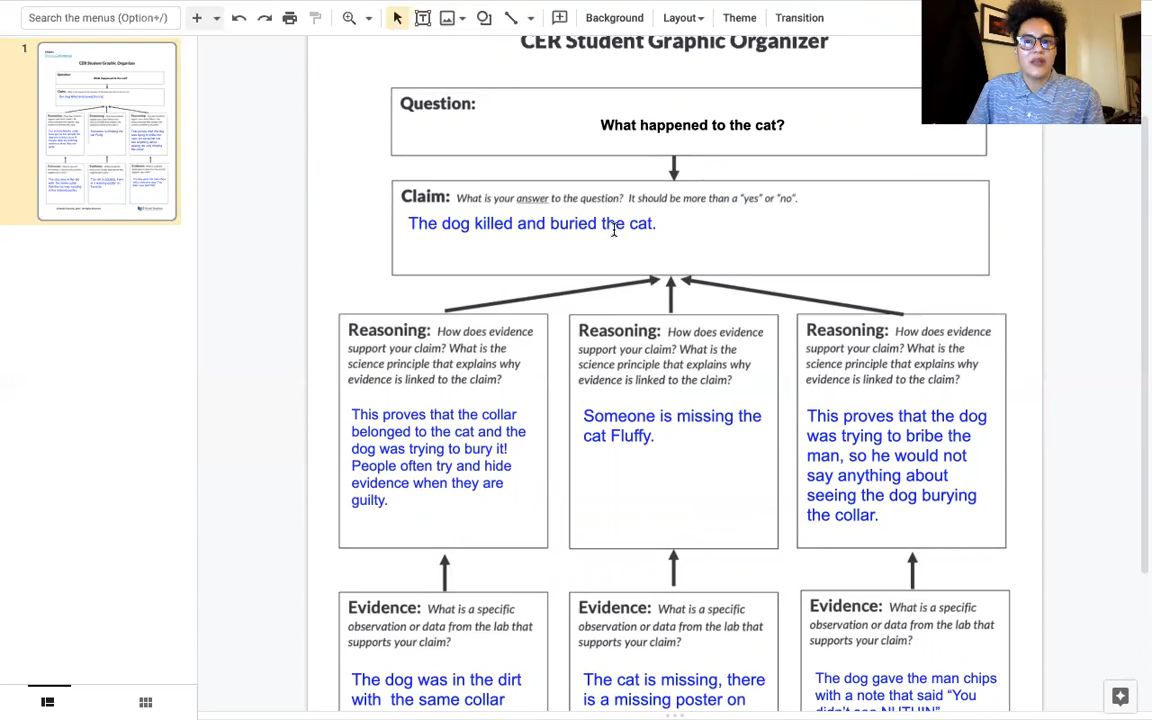 Search the menus (Option+/)
Background
Layout
Theme
Transition
1
CER Student Graphic Organizer
Question:
What happened to the cat?
Claim: What is your answer to the question? It should be more than a "yes" or "no".
The dog killed and buried the cat.
Reasoning: How does evidence
support your claim? What is the
science principle that explains why
evidence is linked to the claim?
This proves that the collar
belonged to the cat and the
dog was trying to bury it!
People often try and hide
evidence when they are
guilty.
Reasoning: How does evidence
support your claim? What is the
science principle that explains why
evidence is linked to the claim?
Someone is missing the
cat Fluffy.
Reasoning: How does evidence
support your claim? What is the
science principle that explains why
evidence is linked to the claim?
This proves that the dog
was trying to bribe the
man, so he would not
say anything about
seeing the dog burying
the collar.
Evidence: What is a specific
observation or data from the lab that
supports your claim?
The dog was in the dirt
with the same collar
Evidence: What is a specific
observation or data from the lab that
supports your claim?
The cat is missing, there
is a missing poster on
Evidence: What is a specific
observation or data from the lab that
supports your claim?
The dog gave the man chips
with a note that said "You
didn't see NUTHIN"